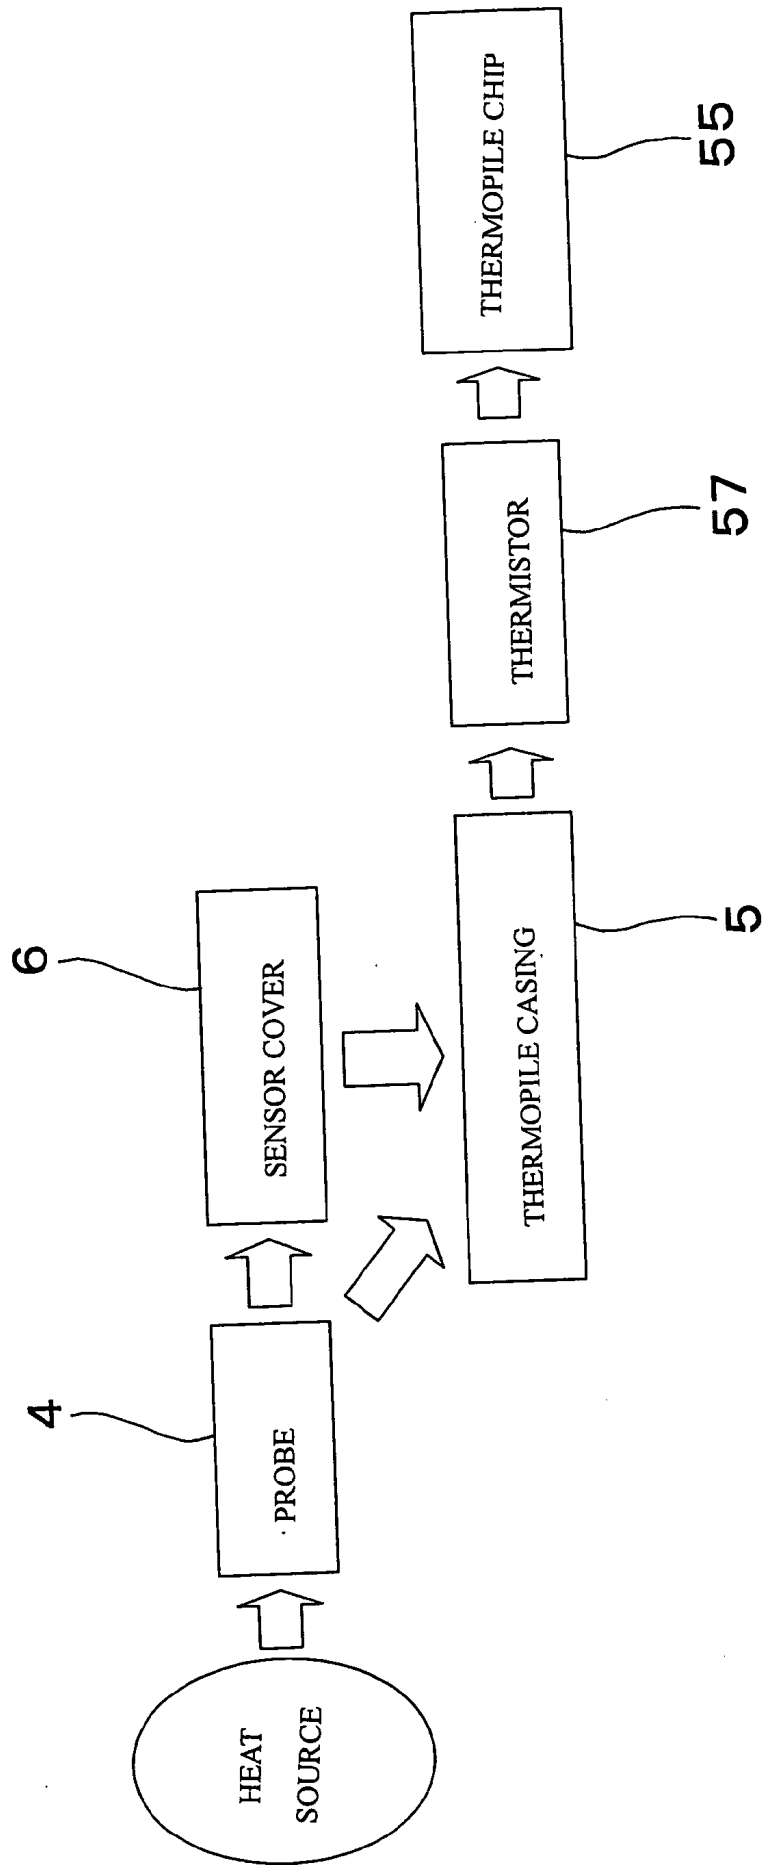 HEAT
SOURCE
PROBE
4
SENSOR COVER
6
THERMOPILE CASING
5
THERMISTOR
57
THERMOPILE CHIP
55